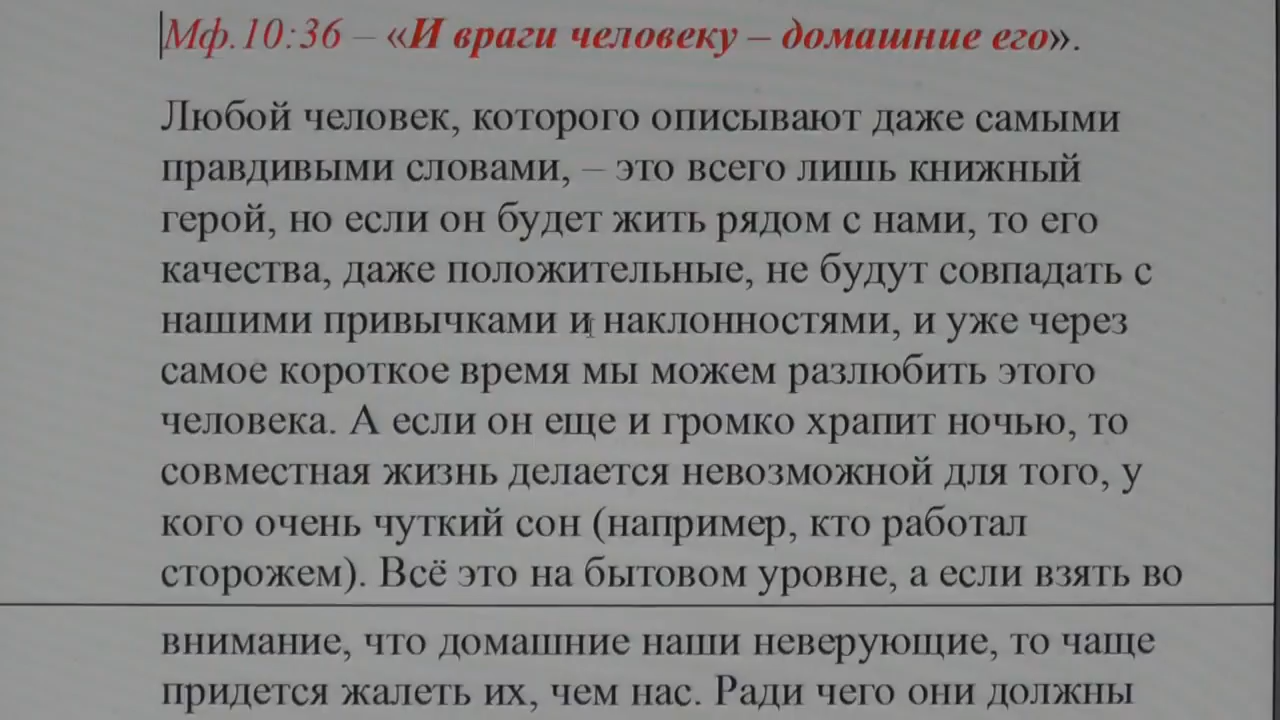 Мф.10:36 – «И враги человеку – домашние его».
Любой человек, которого описывают даже самыми
правдивыми словами, – это всего лишь книжный
герой, но если он будет жить рядом с нами, то его
качества, даже положительные, не будут совпадать с
нашими привычками и наклонностями, и уже через
самое короткое время мы можем разлюбить этого
человека. А если он еще и громко храпит ночью, то
совместная жизнь делается невозможной для того, у
кого очень чуткий сон (например, кто работал
сторожем). Всё это на бытовом уровне, а если взять во
внимание, что домашние наши неверующие, то чаще
придется жалеть их, чем нас. Ради чего они должны